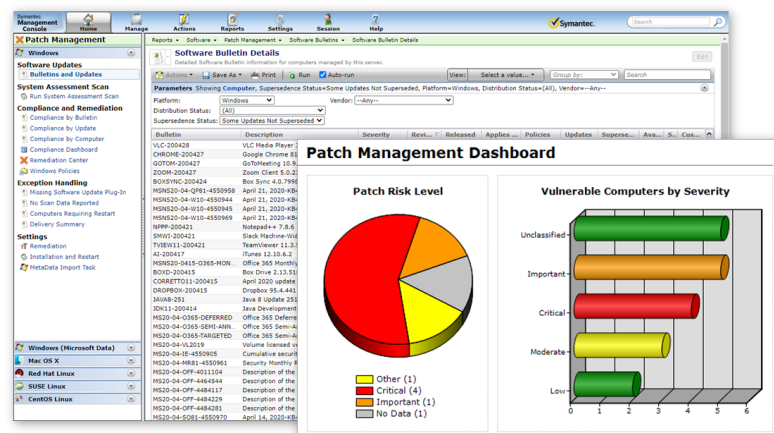 Symantec
Management
Console
Home
Manage
Actions
Reports
Settings
Session
Help
Symantec.
Search
Patch Management
Reports Software Patch Management Software Bulletins Software Bulletin Details
Windows
Software Updates
Bulletins and Updates
System Assessment Scan
Run System Assessment Scan
Compliance and Remediation
Compliance by Bulletin
Compliance by Update
Compliance by Computer
Compliance Dashboard
Remediation Center
Windows Policies
Exception Handling
Missing Software Update Plug-In
No Scan Data Reported
Computers Requiring Restart
Delivery Summary
Settings
Remediation
Installation and Restart
MetaData Import Task
Windows (Microsoft Data)
Mac OS X
Red Hat Linux
SUSE Linux
CentOS Linux
Software Bulletin Details
Detailed Software Bulletin information for computers managed by this server.
Edit
Actions Save As Print Run Auto-run View: Select a value... Group by: Search
Parameters Showing Computer, Supersedence Status=Some Updates Not Superseded, Platform=Windows, Distribution Status=(All), Vendor=--Any--
Platform: Windows Vendor: --Any--
Distribution Status: (All)
Supersedence Status: Some Updates Not Superseded
Bulletin Description Severity Revi... Released Applies ... Policies Updates Superse... Ava... S... Cus...
VLC-200428 VLC Media Player
CHROME-200427 Google Chrome 81
GOTOM-200427 GoToMeeting 10.9.
ZOOM-200427 Zoom Client 5.0.2
BOXSYNC-200424 Box Sync 4.0.7998
MSNS20-04-QP81-4550958 April 21, 2020-KB4
MSNS20-04-W10-4550944 April 21, 2020-KB4
MSNS20-04-W10-4550945 April 21, 2020-KB4
MSNS20-04-W10-4550969 April 21, 2020-KB4
NPPP-200421 Notepad++ 7.8.6
SMWI-200421 Slack Machine-Wid
TVIEW11-200421 TeamViewer 11.3.
AI-200417 iTunes 12.10.6.2
MSNS20-0415-O365-MON... Office 365 Monthly
BOXD-200415 Box Drive 2.13.51
CORRETTO11-200415 April 2020 update
DROPBOX-200415 Dropbox 95.4.441
JAVA8-251 Java 8 Update 251
JDK11-200414 Java Development
MS20-04-O365-DEFERRED Office 365 Deferre
MS20-04-O365-SEMI-ANN... Office 365 Semi-A
MS20-04-O365-TARGETED Office 365 Semi-A
MS20-04-VL2019 Volume licensed v
MS20-04-IE-4550905 Cumulative securit
MS20-04-MR81-4550961 Security Monthly R
MS20-04-OFF-4011104 Description of the
MS20-04-OFF-4464544 Description of the
MS20-04-OFF-4484117 Description of the
MS20-04-OFF-4484229 Description of the
MS20-04-OFF-4484281 Description of the
MS20-04-SO81-4550970 April 14, 2020-KB4
Patch Management Dashboard
Patch Risk Level
Other (1)
Critical (4)
Important (1)
No Data (1)
Vulnerable Computers by Severity
Unclassified
Important
Critical
Moderate
Low
0 1 2 3 4 5 6